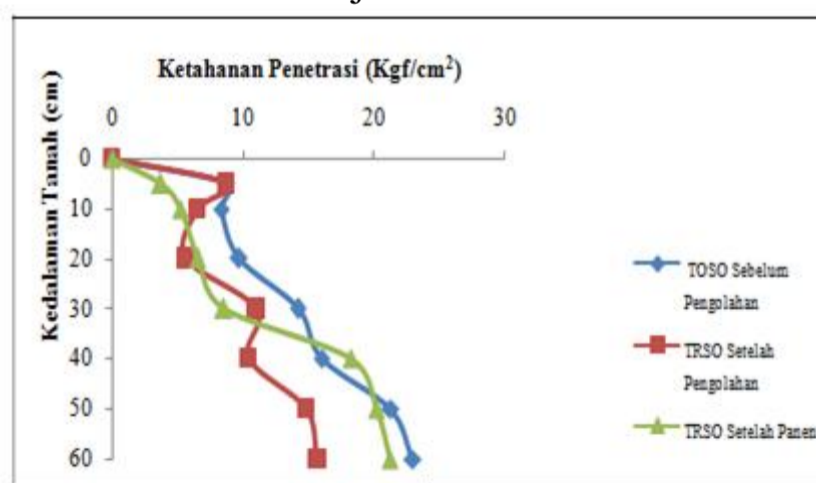 Ketahanan Penetrasi (Kgf/cm²)
0 10 20 30
Kedalaman Tanah (cm)
0
10
20
30
40
50
60
TOSO Sebelum
Pengolahan
TRSO Setelah
Pengolahan
TRSO Setelah Panen